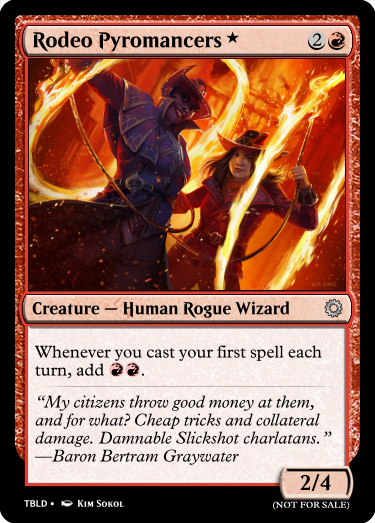 Rodeo Pyromancers ★ 2
Creature — Human Rogue Wizard
Whenever you cast your first spell each
turn, add .
“My citizens throw good money at them,
and for what? Cheap tricks and collateral
damage. Damnable Slickshot charlatans.”
—Baron Bertram Graywater
2/4
TBLD • Kim Sokol
(NOT FOR SALE)